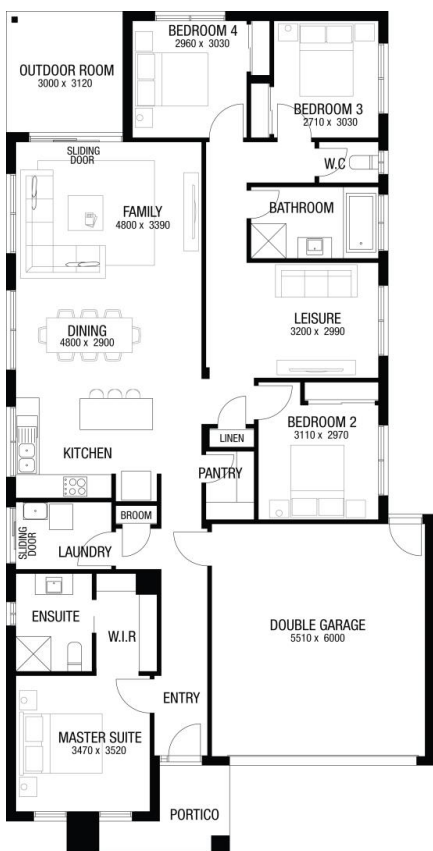 BEDROOM 4
2960 x 3030
OUTDOOR ROOM
3000 x 3120
BEDROOM 3
2710 x 3030
SLIDING
DOOR
W.C
FAMILY
4800 x 3390
BATHROOM
DINING
4800 x 2900
LEISURE
3200 x 2990
BEDROOM 2
3110 x 2970
LINEN
KITCHEN
PANTRY
BROOM
SLIDING
DOOR
LAUNDRY
ENSUITE
W.I.R
DOUBLE GARAGE
5510 x 6000
ENTRY
MASTER SUITE
3470 x 3520
PORTICO